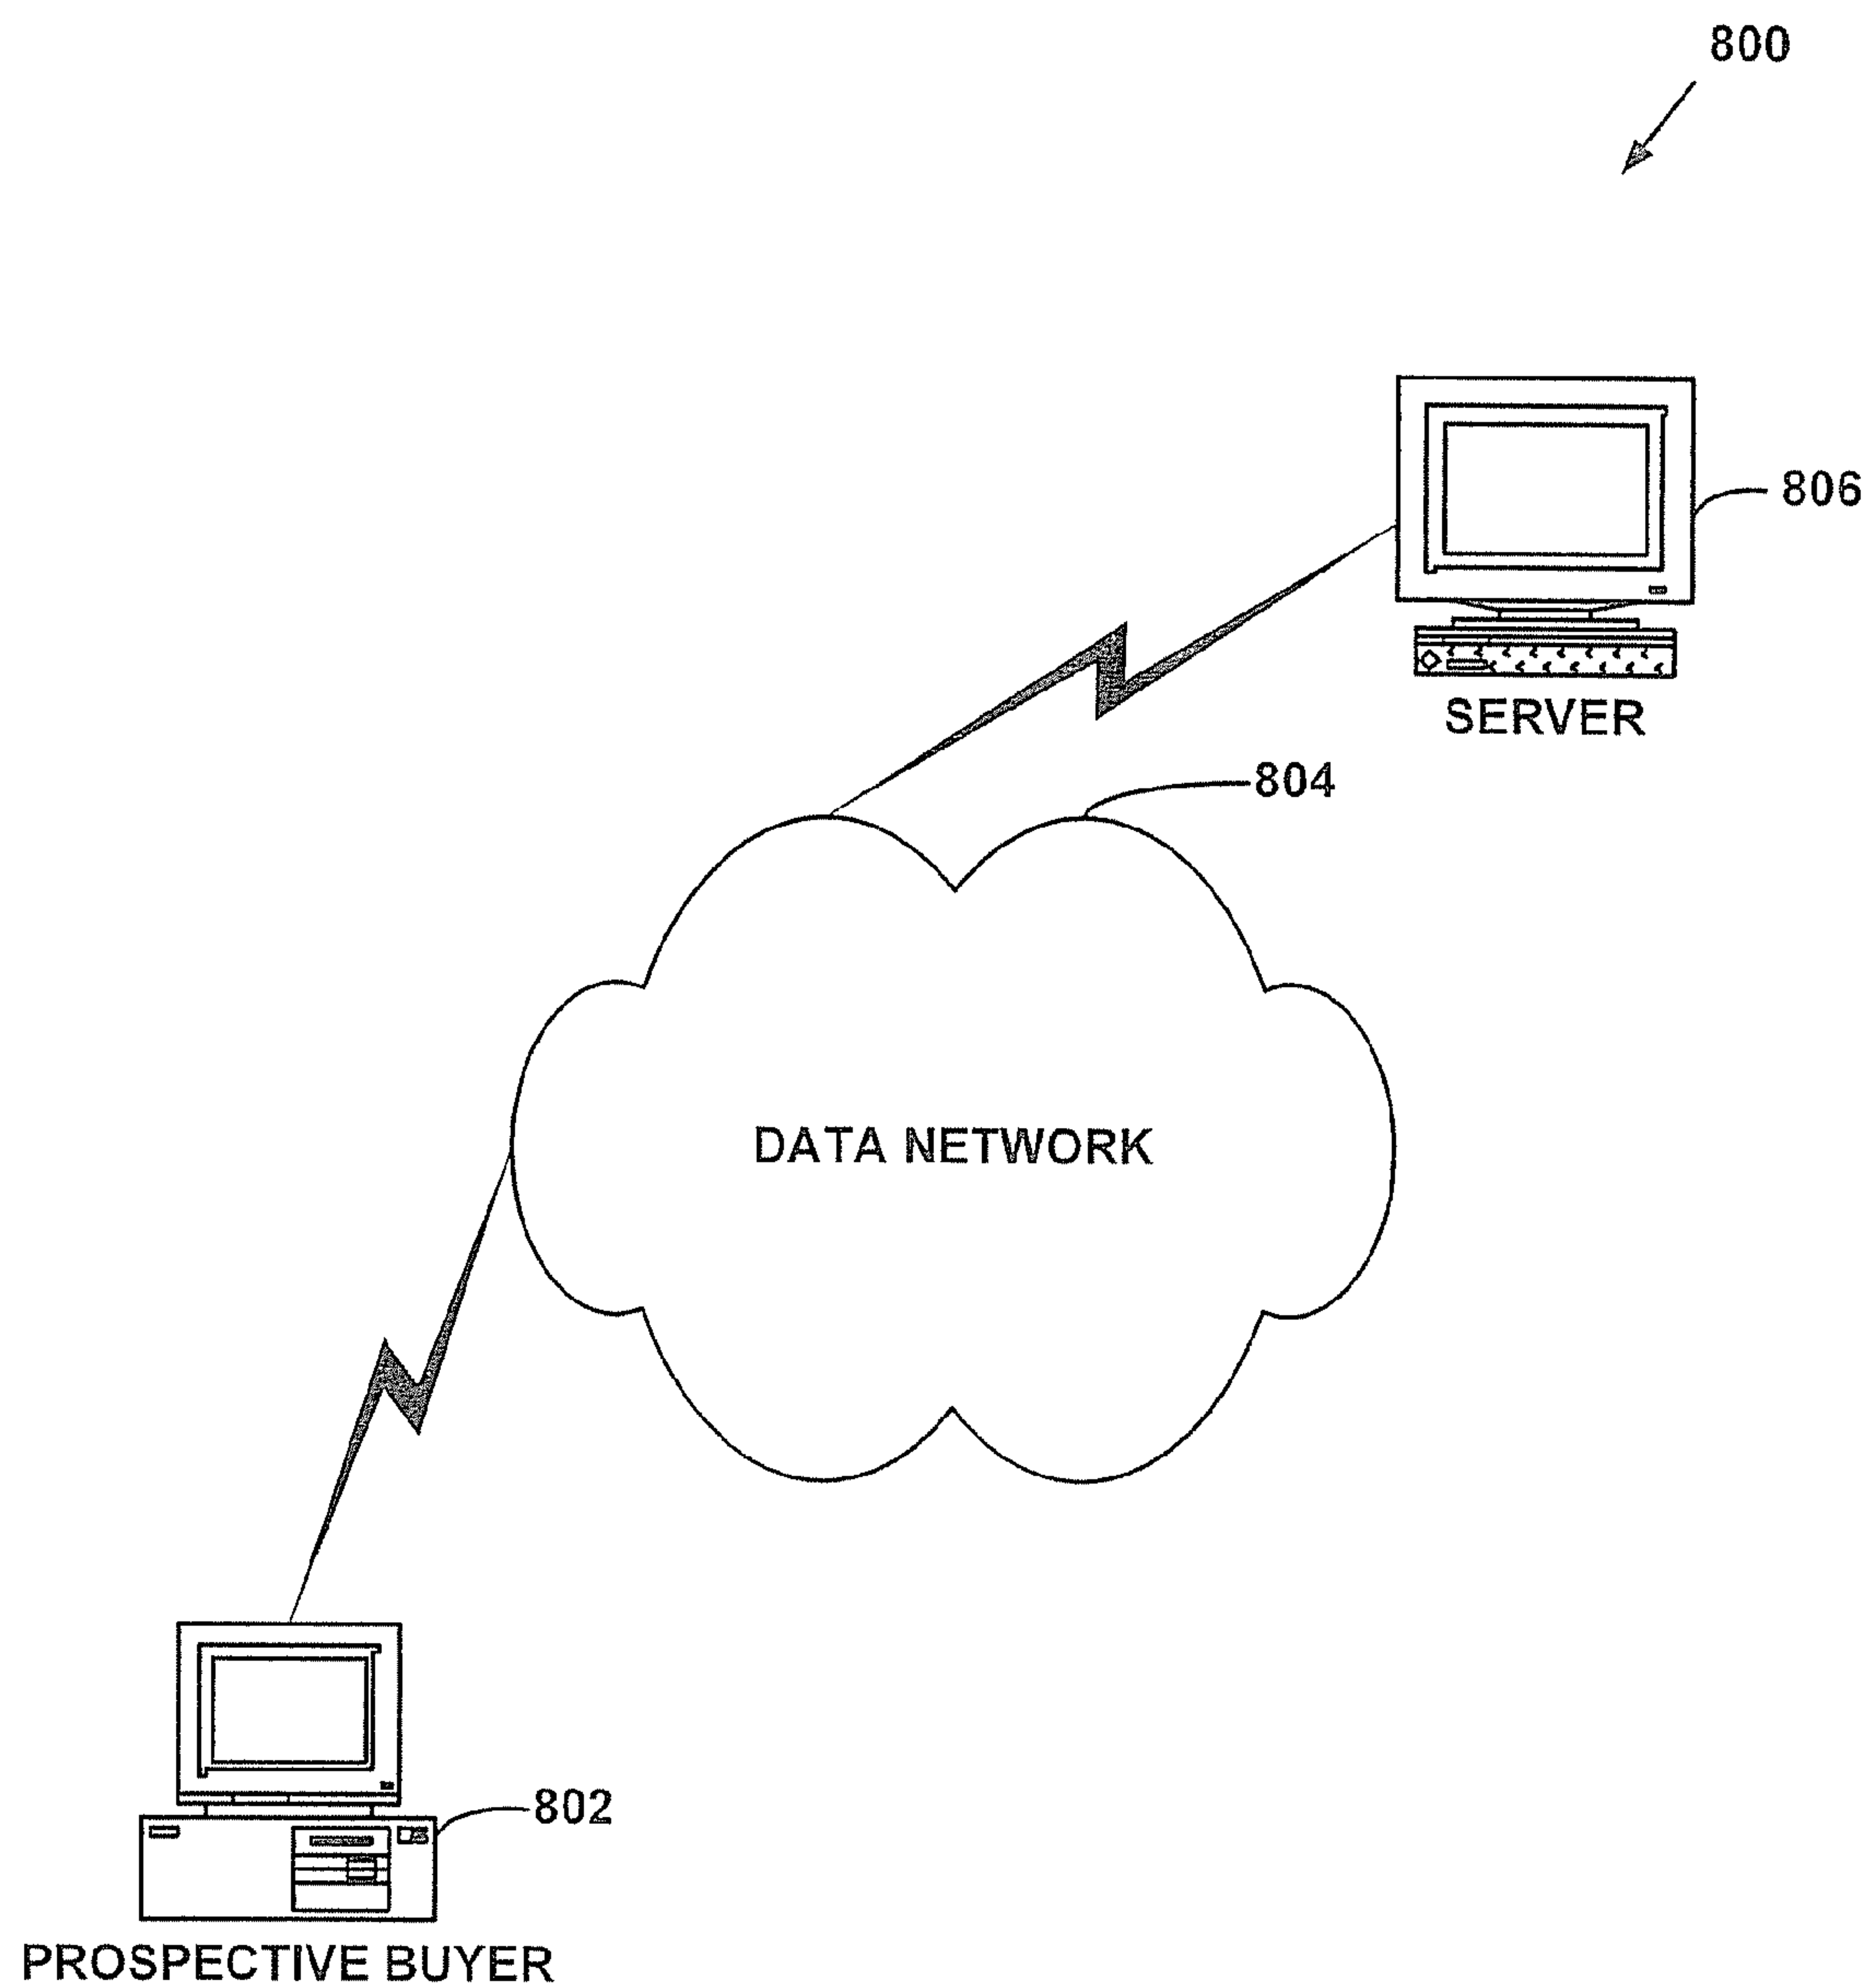 800
806
SERVER
804
DATA NETWORK
802
PROSPECTIVE BUYER